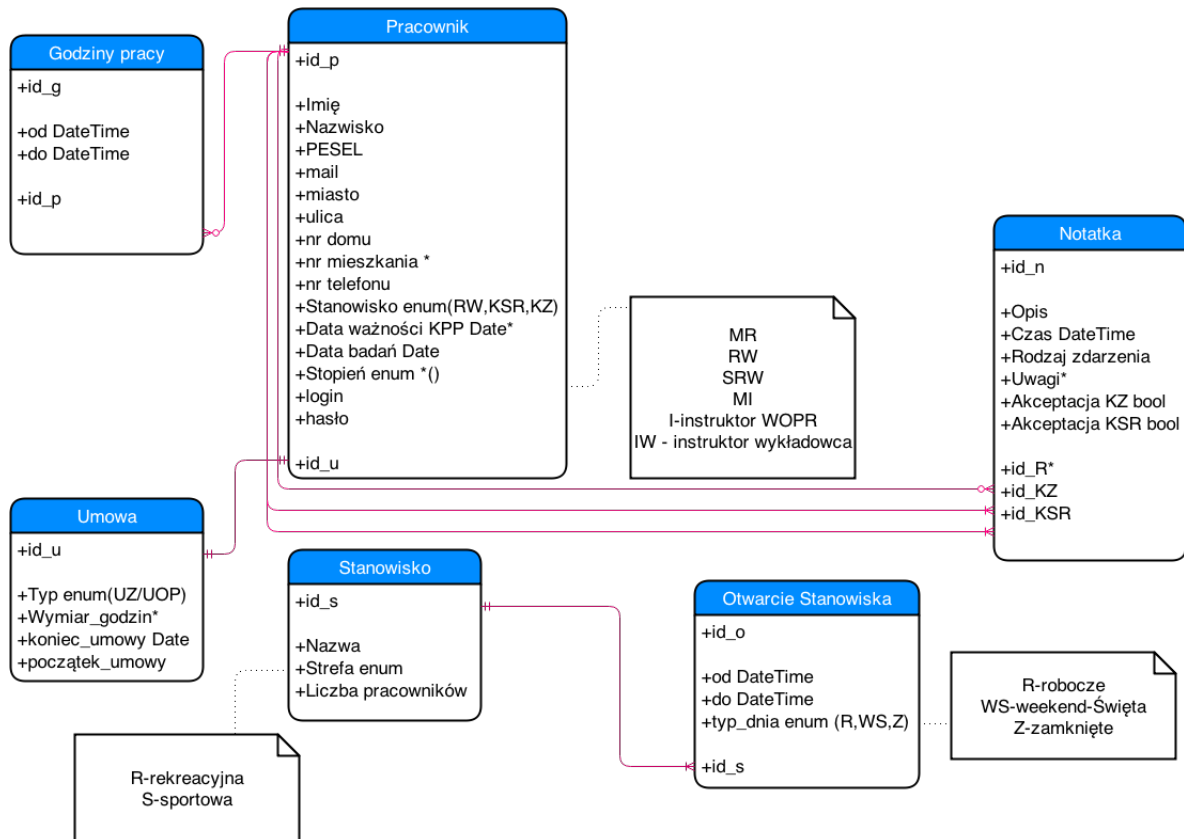 Godziny pracy
+id_g
+od DateTime
+do DateTime
+id_p
Pracownik
+id_p
+Imię
+Nazwisko
+PESEL
+mail
+miasto
+ulica
+nr domu
+nr mieszkania *
+nr telefonu
+Stanowisko enum(RW,KSR,KZ)
+Data ważności KPP Date*
+Data badań Date
+Stopień enum *()
+login
+hasło
+id_u
MR
RW
SRW
MI
I-instruktor WOPR
IW - instruktor wykładowca
Notatka
+id_n
+Opis
+Czas DateTime
+Rodzaj zdarzenia
+Uwagi*
+Akceptacja KZ bool
+Akceptacja KSR bool
+id_R*
+id_KZ
+id_KSR
Umowa
+id_u
+Typ enum(UZ/UOP)
+Wymiar_godzin*
+koniec_umowy Date
+początek_umowy
Stanowisko
+id_s
+Nazwa
+Strefa enum
+Liczba pracowników
Otwarcie Stanowiska
+id_o
+od DateTime
+do DateTime
+typ_dnia enum (R,WS,Z)
+id_s
R-robocze
WS-weekend-Święta
Z-zamknięte
R-rekreacyjna
S-sportowa